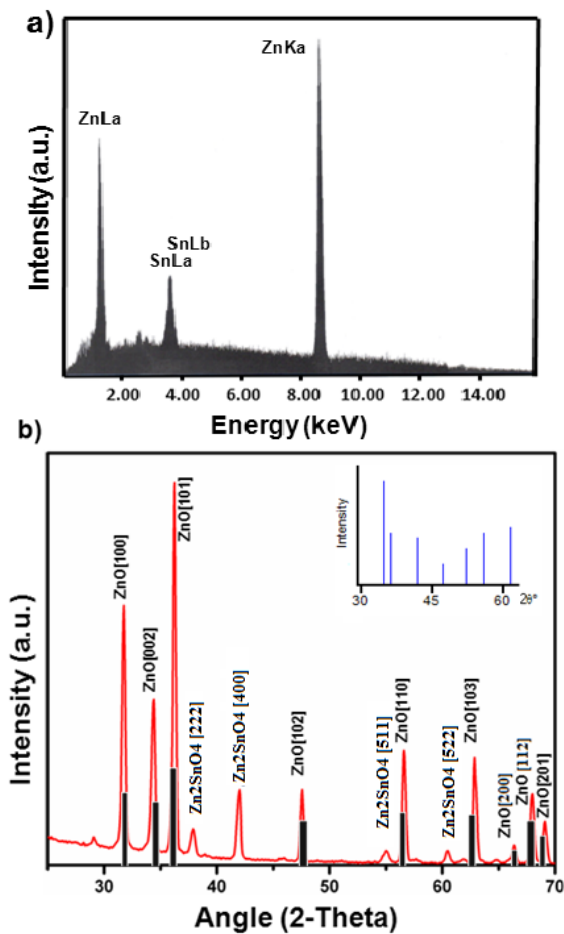 a)
ZnKa
ZnLa
SnLb
SnLa
Intensity (a.u.)
2.00 4.00 6.00 8.00 10.00 12.00 14.00
Energy (keV)
b)
ZnO[100]
ZnO[002]
ZnO[101]
Zn2SnO4 [222]
Zn2SnO4 [400]
ZnO[102]
Zn2SnO4 [511]
ZnO[110]
Zn2SnO4 [522]
ZnO[103]
ZnO[200]
ZnO [112]
ZnO[201]
Intensity
30 45 60 2θ°
Intensity (a.u.)
30 40 50 60 70
Angle (2-Theta)